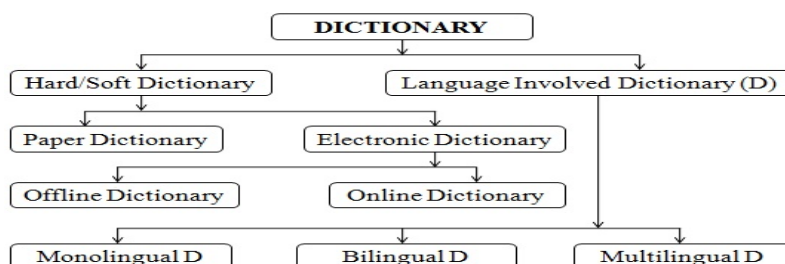 DICTIONARY
Hard/Soft Dictionary
Language Involved Dictionary (D)
Paper Dictionary
Electronic Dictionary
Offline Dictionary
Online Dictionary
Monolingual D
Bilingual D
Multilingual D